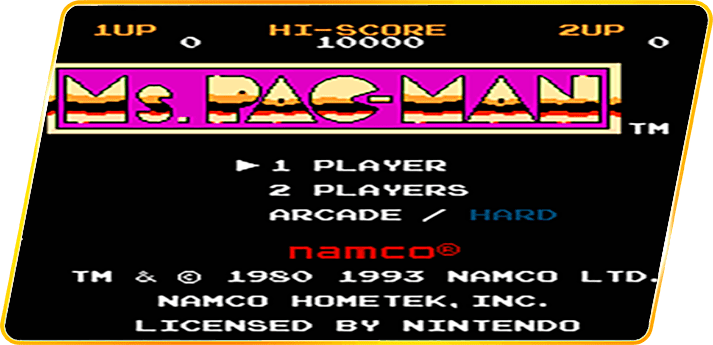 1UP HI-SCORE 2UP
0 10000 0
Ms. PAC-MAN TM
1 PLAYER
2 PLAYERS
ARCADE / HARD
namco®
TM & © 1980 1993 NAMCO LTD.
NAMCO HOMETEK, INC.
LICENSED BY NINTENDO